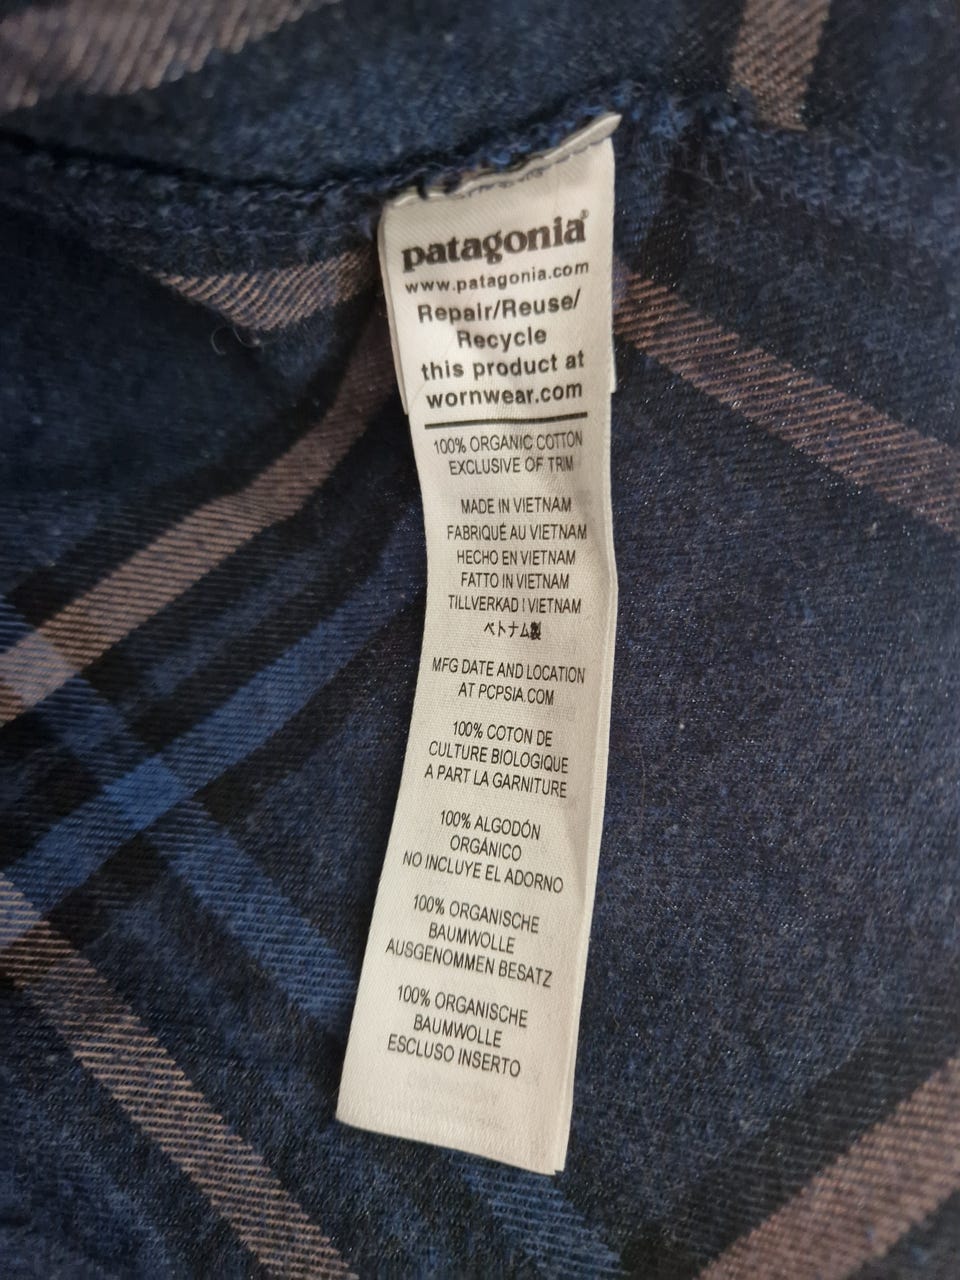 patagonia®
www.patagonia.com
Repair/Reuse/
Recycle
this product at
wornwear.com
100% ORGANIC COTTON
EXCLUSIVE OF TRIM
MADE IN VIETNAM
FABRIQUÉ AU VIETNAM
HECHO EN VIETNAM
FATTO IN VIETNAM
TILLVERKAD I VIETNAM
ベトナム製
MFG DATE AND LOCATION
AT PCPSIA.COM
100% COTON DE
CULTURE BIOLOGIQUE
A PART LA GARNITURE
100% ALGODÓN
ORGÁNICO
NO INCLUYE EL ADORNO
100% ORGANISCHE
BAUMWOLLE
AUSGENOMMEN BESATZ
100% ORGANISCHE
BAUMWOLLE
ESCLUSO INSERTO